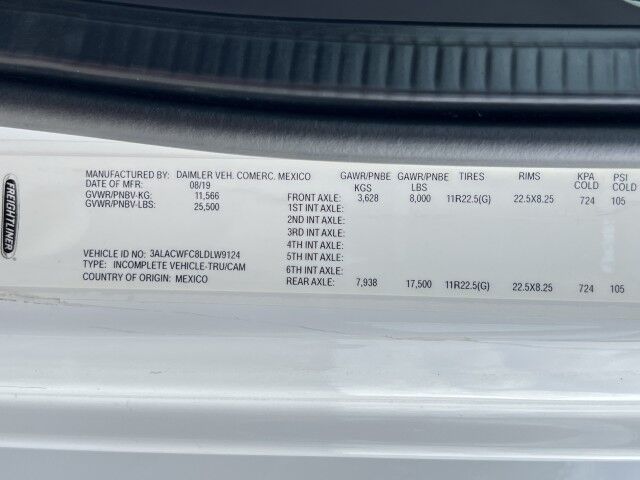 FREIGHTLINER
MANUFACTURED BY: DAIMLER VEH. COMERC. MEXICO
DATE OF MFR: 08/19
GVWR/PNBV-KG: 11,566
GVWR/PNBV-LBS: 25,500
VEHICLE ID NO: 3ALACWFC8LDLW9124
TYPE: INCOMPLETE VEHICLE-TRU/CAM
COUNTRY OF ORIGIN: MEXICO
GAWR/PNBE KGS GAWR/PNBE LBS TIRES RIMS KPA COLD PSI COLD
FRONT AXLE: 3,628 8,000 11R22.5(G) 22.5X8.25 724 105
1ST INT AXLE:
2ND INT AXLE:
3RD INT AXLE:
4TH INT AXLE:
5TH INT AXLE:
6TH INT AXLE:
REAR AXLE: 7,938 17,500 11R22.5(G) 22.5X8.25 724 105